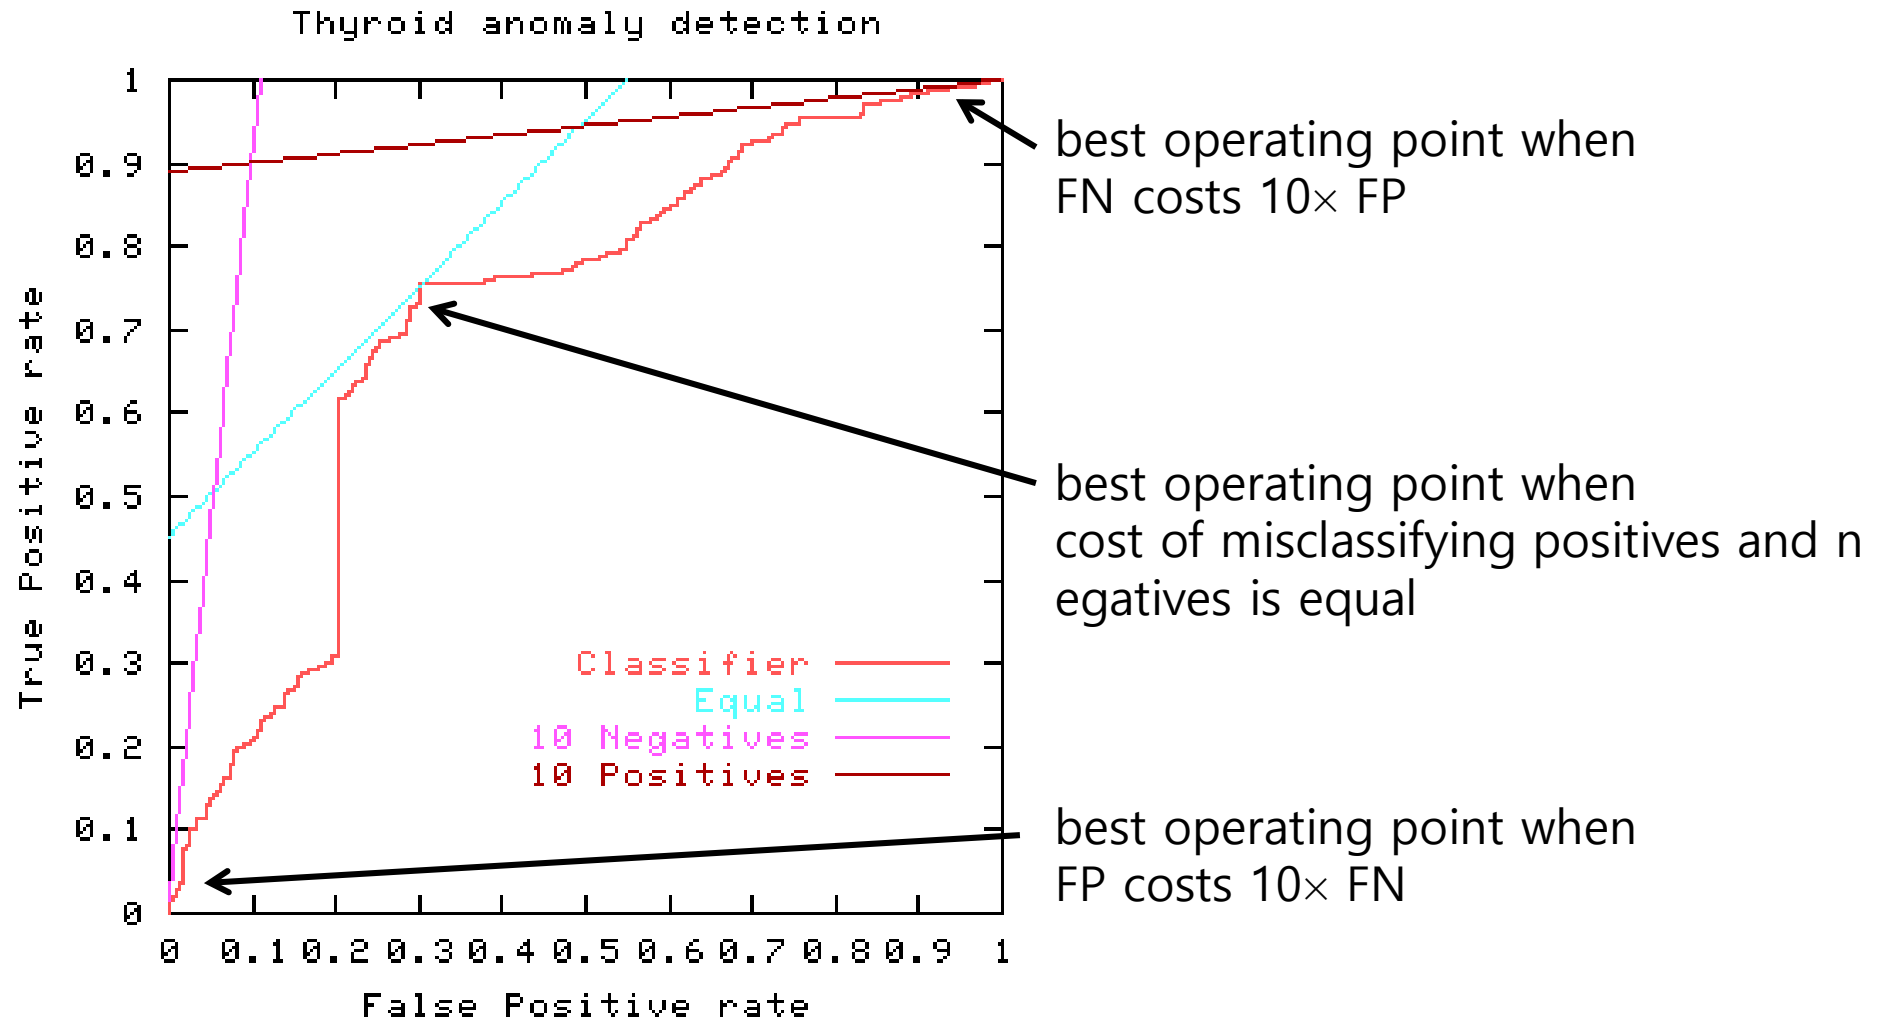 Thyroid anomaly detection
1
0.9
0.8
0.7
0.6
0.5
0.4
0.3
0.2
0.1
0
True Positive rate
0 0.1 0.2 0.3 0.4 0.5 0.6 0.7 0.8 0.9 1
False Positive rate
Classifier
Equal
10 Negatives
10 Positives
best operating point when
FN costs 10× FP
best operating point when
cost of misclassifying positives and n
egatives is equal
best operating point when
FP costs 10× FN